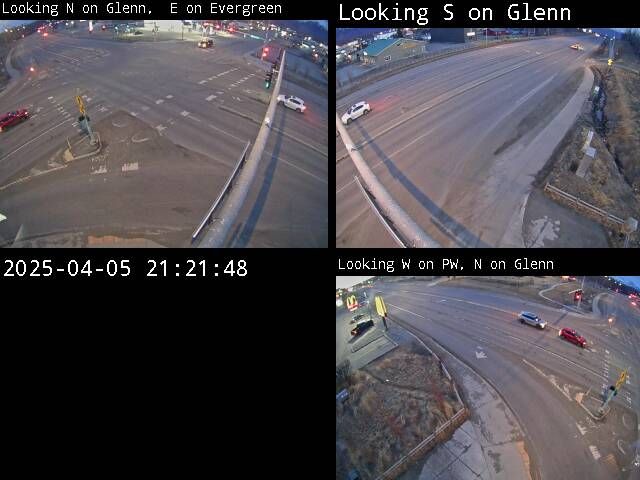 Looking N on Glenn,  E on Evergreen
Looking S on Glenn
2025-04-05 21:21:48
Looking W on PW, N on Glenn